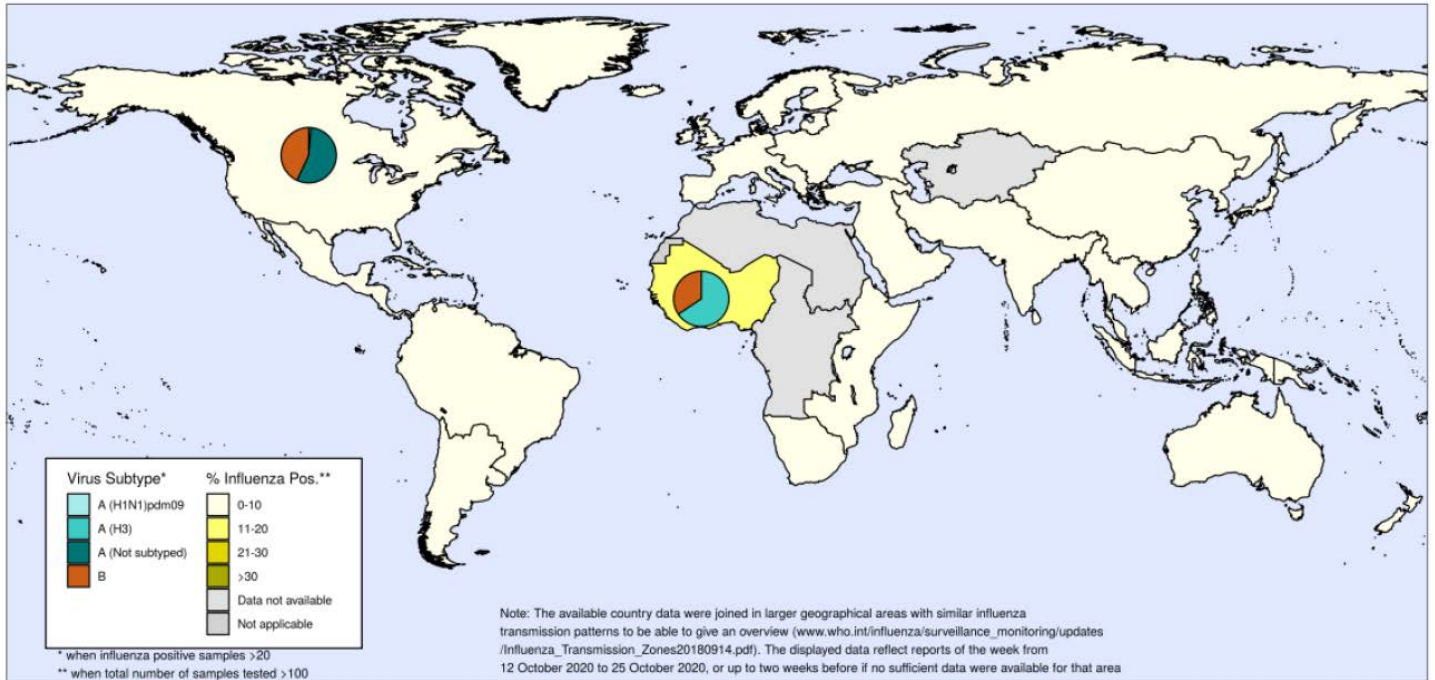 Virus Subtype*
A (H1N1)pdm09
A (H3)
A (Not subtyped)
B
% Influenza Pos.**
0-10
11-20
21-30
>30
Data not available
Not applicable
* when influenza positive samples >20
** when total number of samples tested >100
Note: The available country data were joined in larger geographical areas with similar influenza
transmission patterns to be able to give an overview (www.who.int/influenza/surveillance_monitoring/updates
/Influenza_Transmission_Zones20180914.pdf). The displayed data reflect reports of the week from
12 October 2020 to 25 October 2020, or up to two weeks before if no sufficient data were available for that area